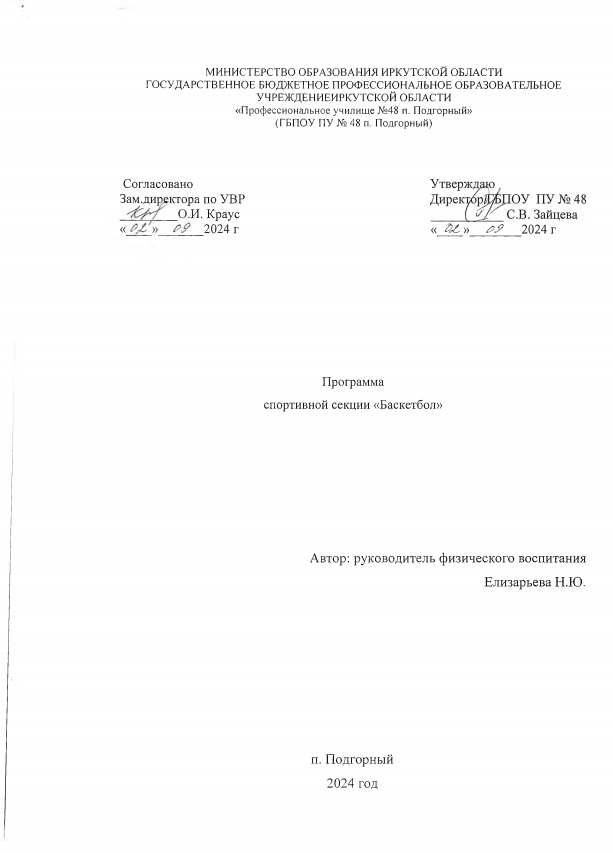 МИНИСТЕРСТВО ОБРАЗОВАНИЯ ИРКУТСКОЙ ОБЛАСТИ
ГОСУДАРСТВЕННОЕ БЮДЖЕТНОЕ ПРОФЕССИОНАЛЬНОЕ ОБРАЗОВАТЕЛЬНОЕ
УЧРЕЖДЕНИЕИРКУТСКОЙ ОБЛАСТИ
«Профессиональное училище №48 п. Подгорный»
(ГБПОУ ПУ № 48 п. Подгорный)
Согласовано
Зам.директора по УВР
О.И. Краус
«02» 09 2024 г
Утверждаю
Директор ГБПОУ ПУ № 48
С.В. Зайцева
«02» 09 2024 г
Программа
спортивной секции «Баскетбол»
Автор: руководитель физического воспитания
Елизарьева Н.Ю.
п. Подгорный
2024 год